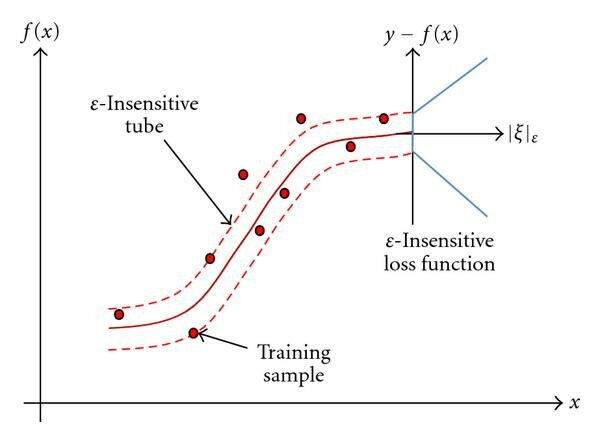 f(x)
y − f(x)
ε-Insensitive
tube
|ξ|ε
ε-Insensitive
loss function
Training
sample
x